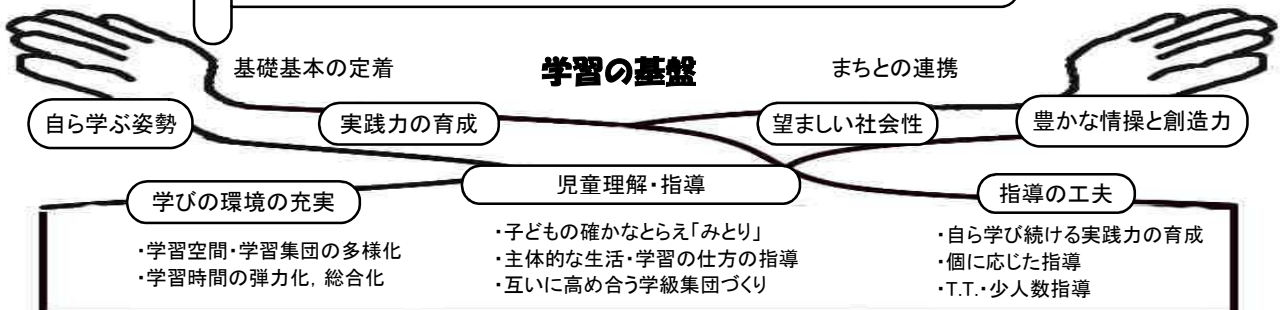 基礎基本の定着
学習の基盤
まちとの連携
自ら学ぶ姿勢
実践力の育成
望ましい社会性
豊かな情操と創造力
学びの環境の充実
・学習空間・学習集団の多様化
・学習時間の弾力化，総合化
児童理解・指導
・子どもの確かなとらえ「みとり」
・主体的な生活・学習の仕方の指導
・互いに高め合う学級集団づくり
指導の工夫
・自ら学び続ける実践力の育成
・個に応じた指導
・T.T.・少人数指導